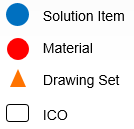 Solution Item
Material
Drawing Set
ICO